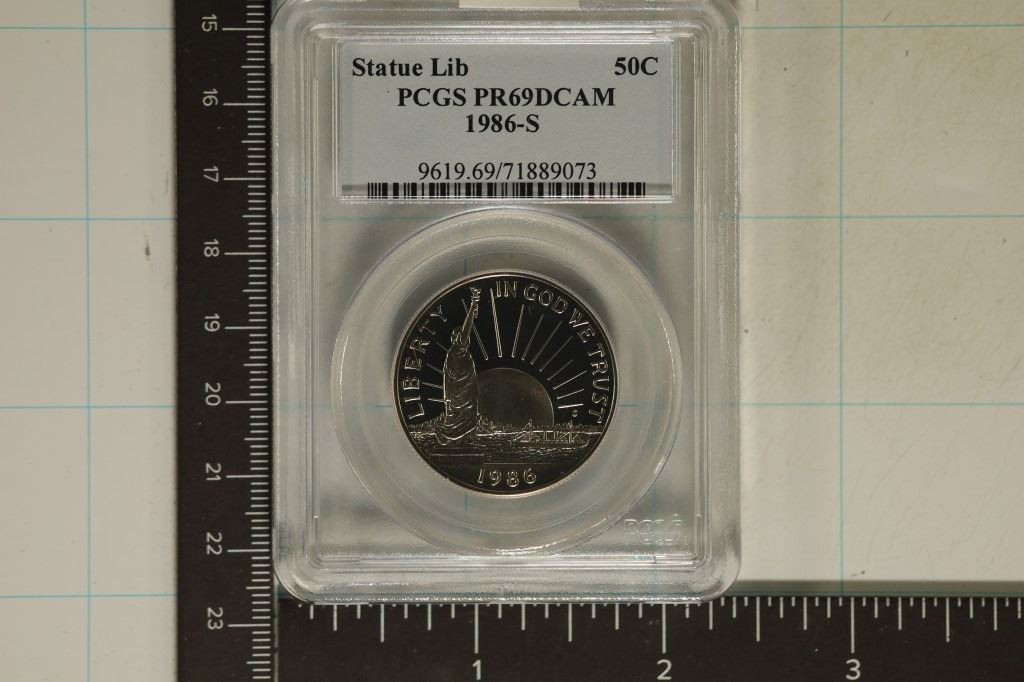 Statue Lib 50C
PCGS PR69DCAM
1986-S
9619.69/71889073
LIBERTY
IN GOD WE TRUST
S
1986
PCGS
15
16
17
18
19
20
21
22
23
1 2 3